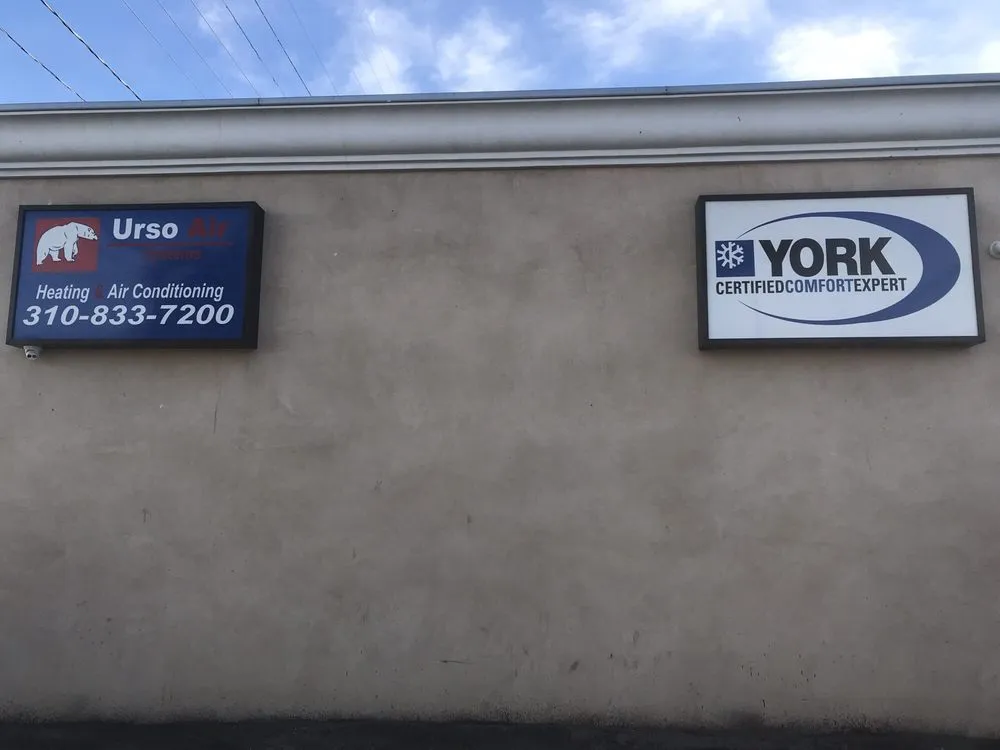 Urso Air
Heating & Air Conditioning
310-833-7200
YORK
CERTIFIEDCOMFORTEXPERT